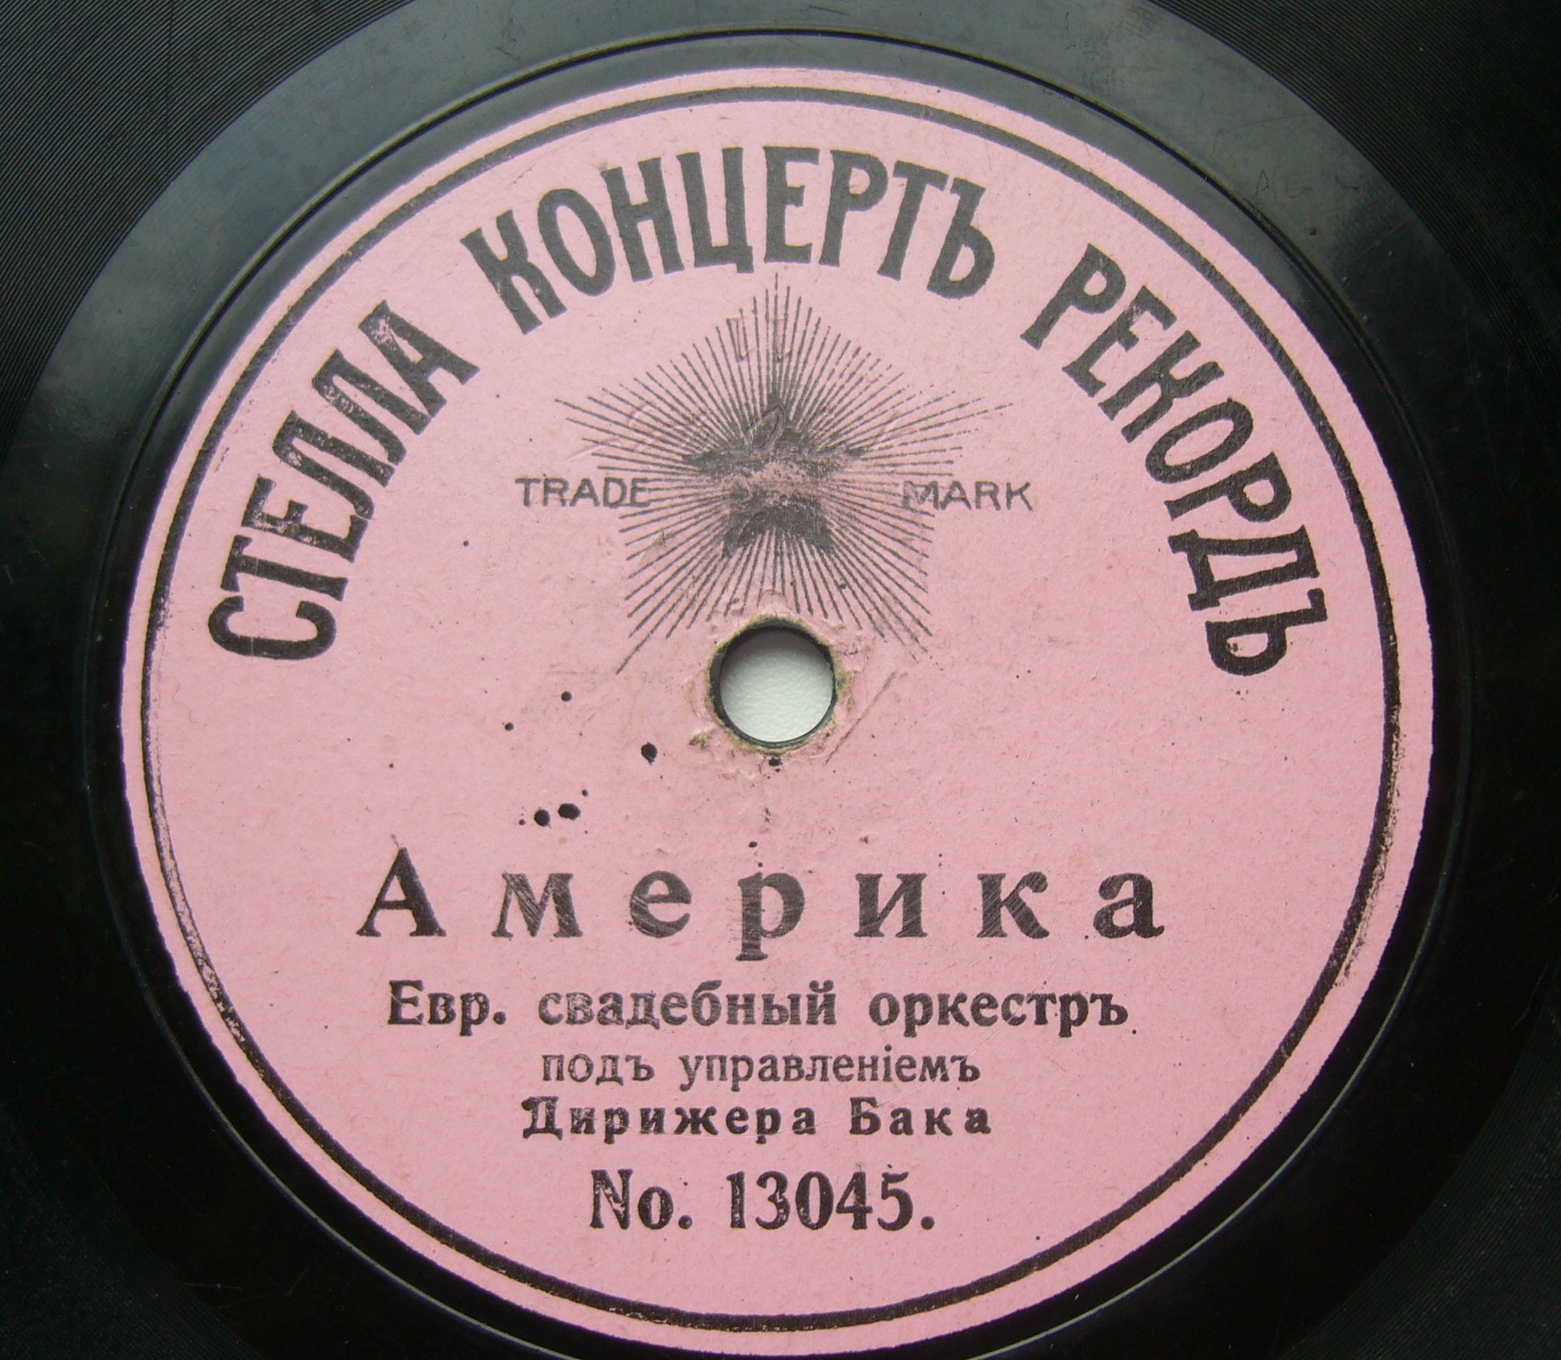 СТЕЛЛА КОНЦЕРТЪ РЕКОРДЪ
TRADE MARK
Америка
Евр. свадебный оркестръ
подъ управленіемъ
Дирижера Бака
No. 13045.